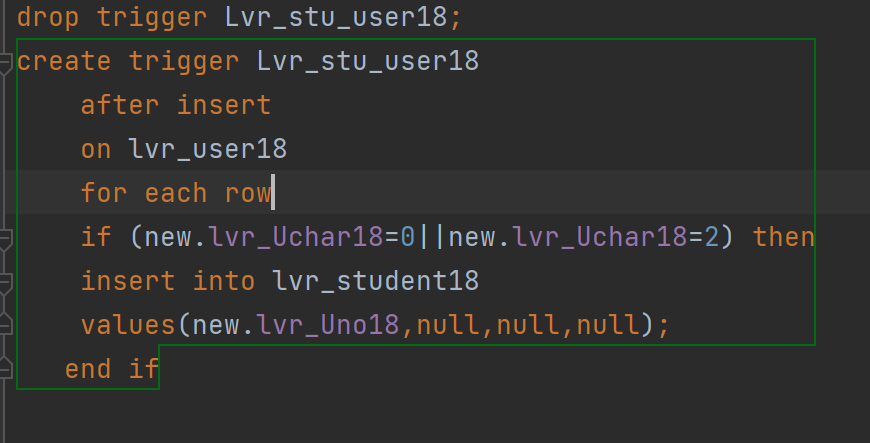 drop trigger Lvr_stu_user18;
create trigger Lvr_stu_user18
    after insert
    on lvr_user18
    for each row
    if (new.lvr_Uchar18=0||new.lvr_Uchar18=2) then
    insert into lvr_student18
    values(new.lvr_Uno18,null,null,null);
   end if